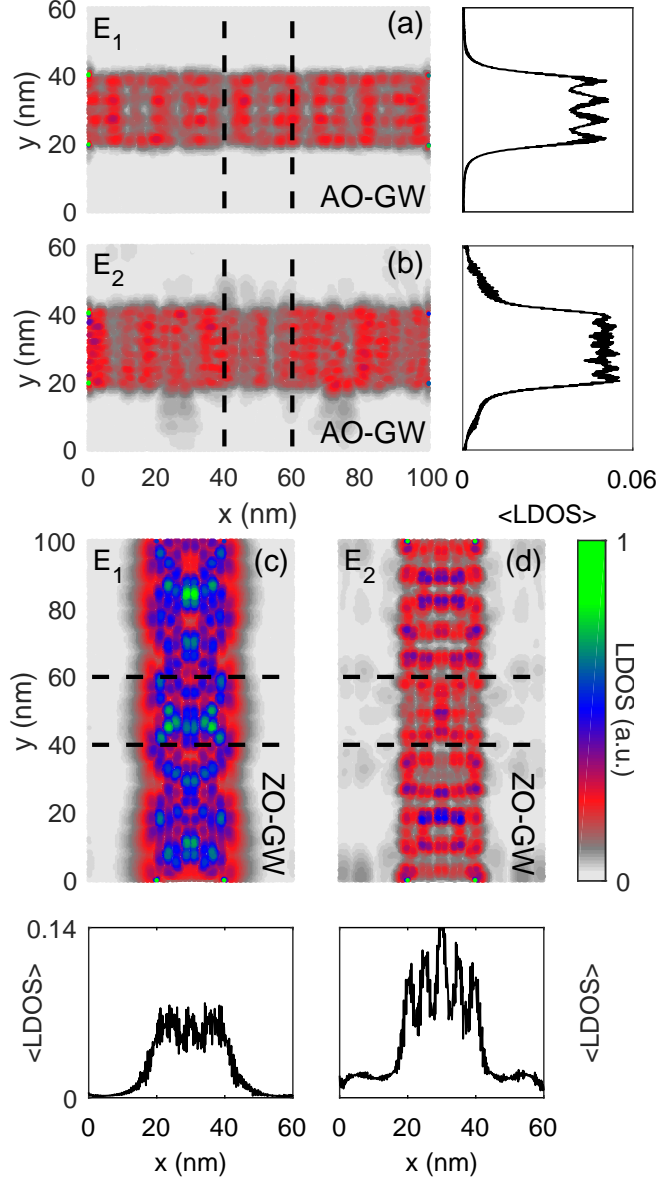 60
E1
(a)
40
y (nm)
20
AO-GW
0
60
E2
(b)
40
y (nm)
20
AO-GW
0
0 20 40 60 80 100
x (nm)
0 0.06
<LDOS>
100
E1
(c)
E2
(d)
1
80
60
y (nm)
40
LDOS (a.u.)
20
ZO-GW
ZO-GW
0
0
0.14
<LDOS>
<LDOS>
0
0 20 40 60
0 20 40 60
x (nm)
x (nm)